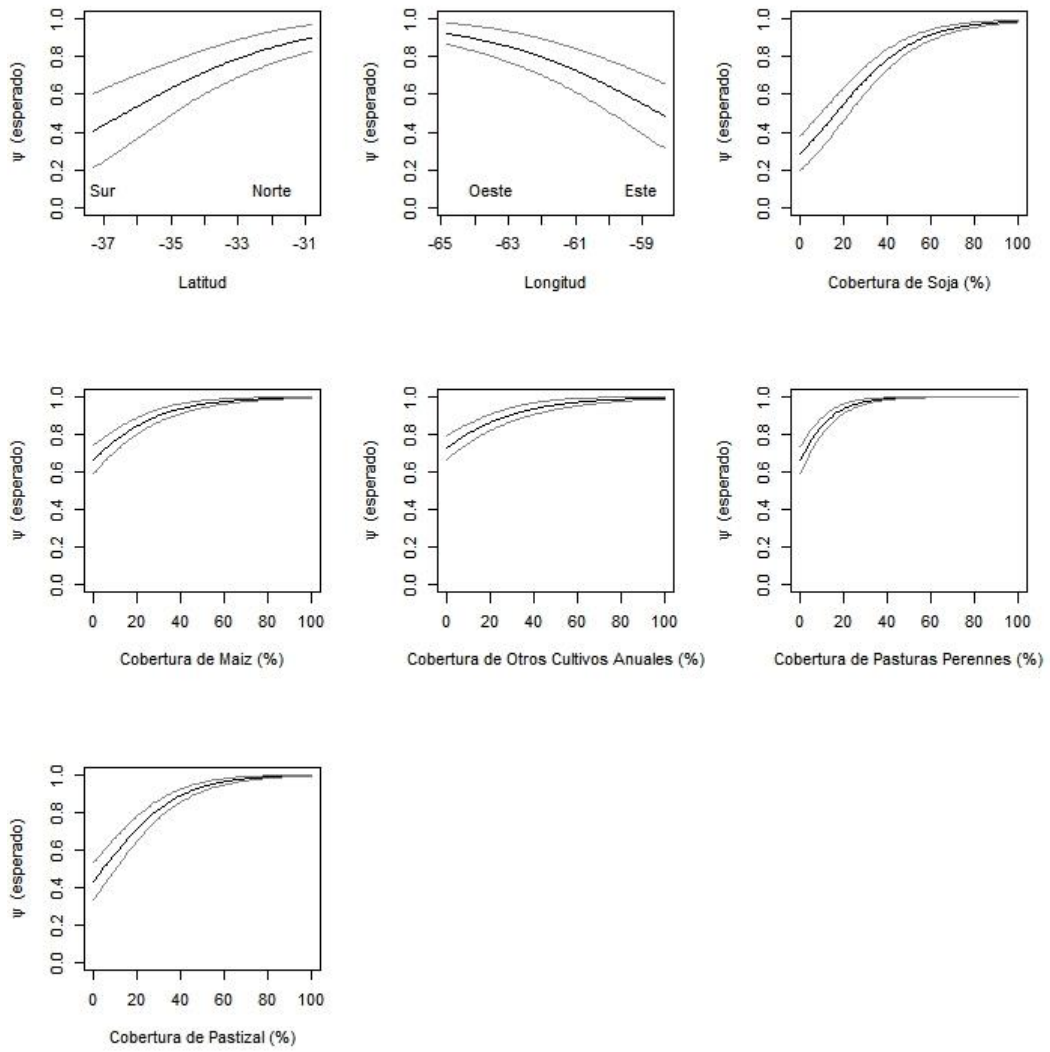 ψ (esperado)
0.0 0.2 0.4 0.6 0.8 1.0
Sur Norte
-37 -35 -33 -31
Latitud
ψ (esperado)
0.0 0.2 0.4 0.6 0.8 1.0
Oeste Este
-65 -63 -61 -59
Longitud
ψ (esperado)
0.0 0.2 0.4 0.6 0.8 1.0
0 20 40 60 80 100
Cobertura de Soja (%)
ψ (esperado)
0.0 0.2 0.4 0.6 0.8 1.0
0 20 40 60 80 100
Cobertura de Maiz (%)
ψ (esperado)
0.0 0.2 0.4 0.6 0.8 1.0
0 20 40 60 80 100
Cobertura de Otros Cultivos Anuales (%)
ψ (esperado)
0.0 0.2 0.4 0.6 0.8 1.0
0 20 40 60 80 100
Cobertura de Pasturas Perennes (%)
ψ (esperado)
0.0 0.2 0.4 0.6 0.8 1.0
0 20 40 60 80 100
Cobertura de Pastizal (%)